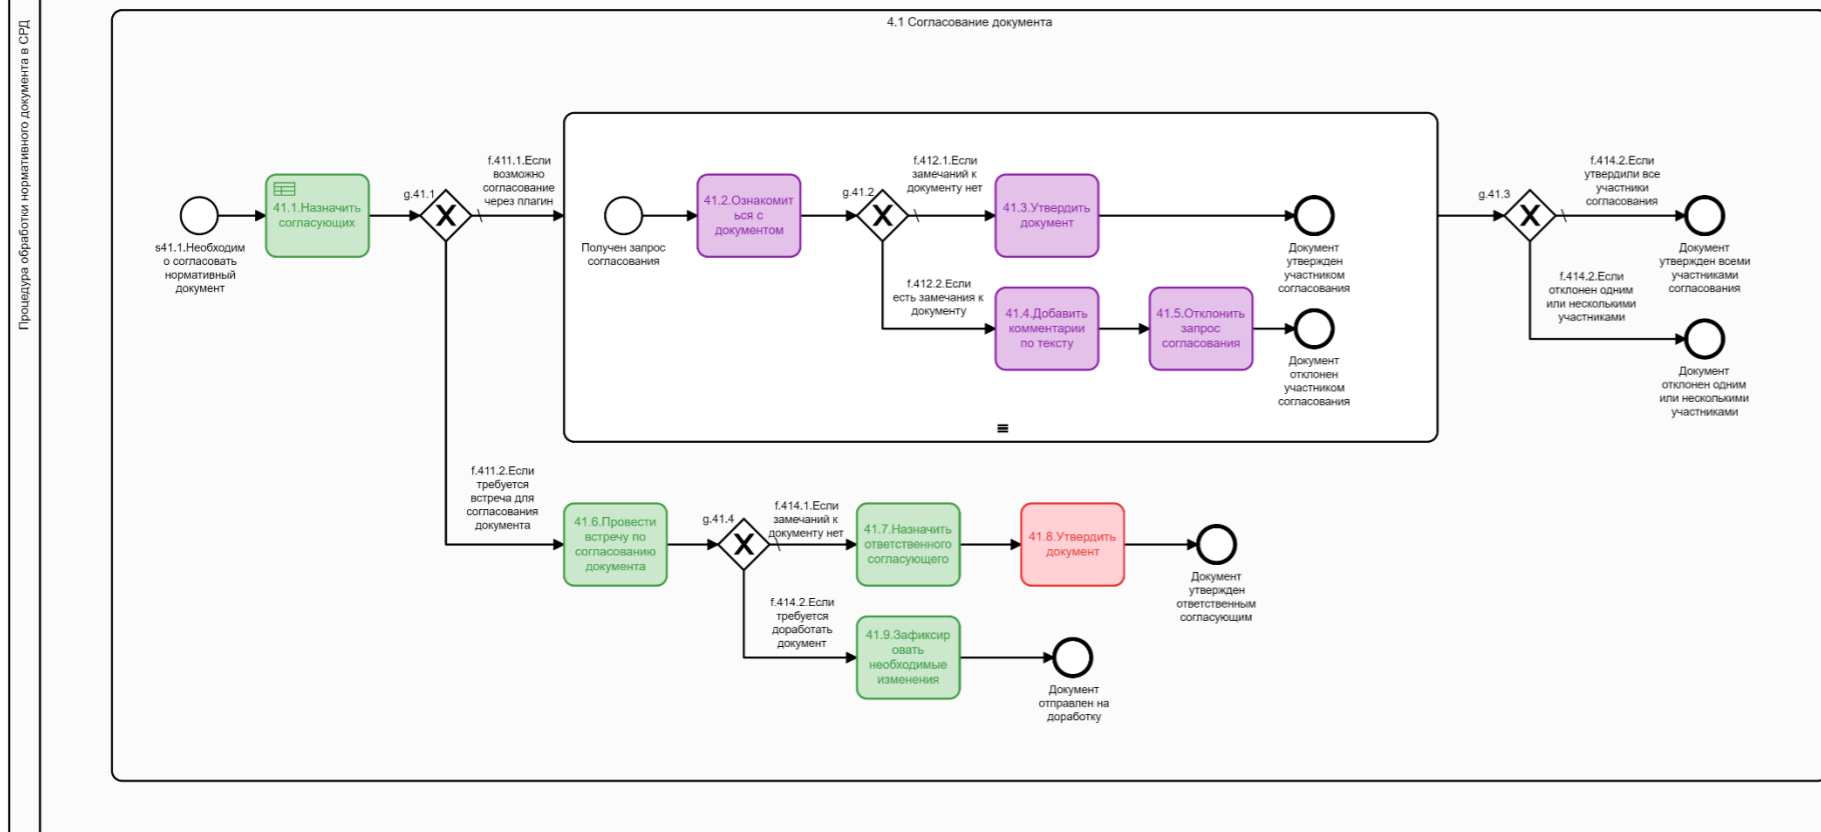 Процедура обработки нормативного документа в СРД
4.1 Согласование документа
s41.1.Необходим
о согласовать
нормативный
документ
41.1.Назначить
согласующих
g.41.1
f.411.1.Если
возможно
согласование
через плагин
Получен запрос
согласования
41.2.Ознакомит
ься с
документом
g.41.2
f.412.1.Если
замечаний к
документу нет
41.3.Утвердить
документ
Документ
утвержден
участником
согласования
f.412.2.Если
есть замечания к
документу
41.4.Добавить
комментарии
по тексту
41.5.Отклонить
запрос
согласования
Документ
отклонен
участником
согласования
g.41.3
f.414.2.Если
утвердили все
участники
согласования
Документ
утвержден всеми
участниками
согласования
f.414.2.Если
отклонен одним
или несколькими
участниками
Документ
отклонен одним
или несколькими
участниками
f.411.2.Если
требуется
встреча для
согласования
документа
41.6.Провести
встречу по
согласованию
документа
g.41.4
f.414.1.Если
замечаний к
документу нет
41.7.Назначить
ответственного
согласующего
41.8.Утвердить
документ
Документ
утвержден
ответственным
согласующим
f.414.2.Если
требуется
доработать
документ
41.9.Зафиксир
овать
необходимые
изменения
Документ
отправлен на
доработку